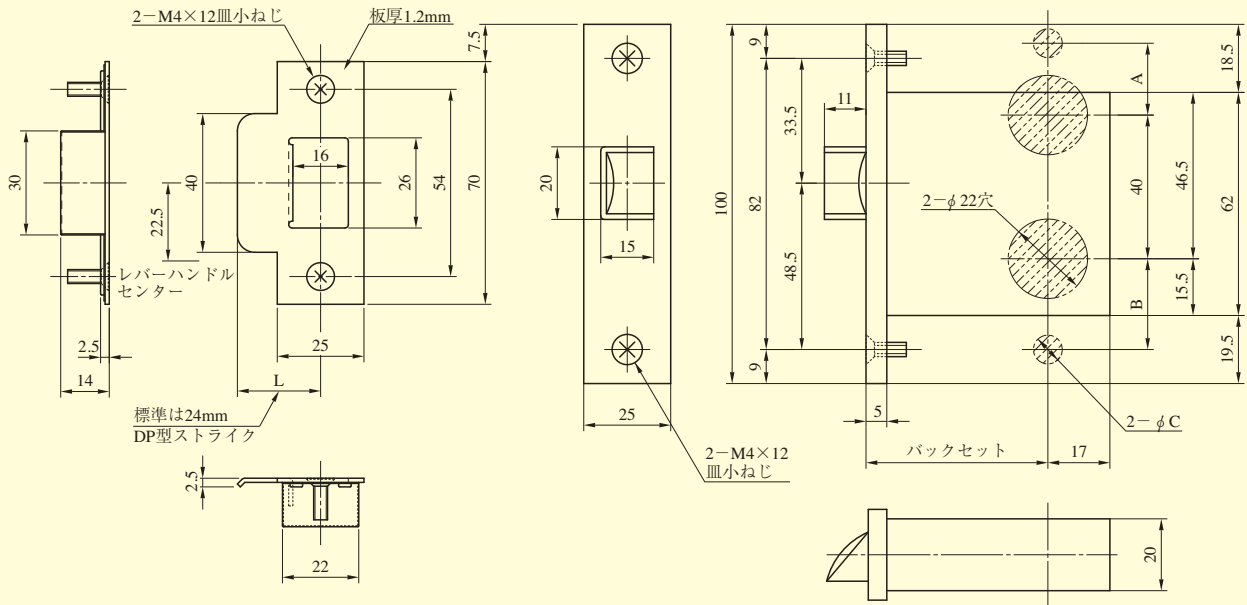 2－M4×12皿小ねじ
板厚1.2mm
30
2.5
14
40
22.5
16
26
54
70
レバーハンドル
センター
25
L
標準は24mm
DP型ストライク
2.5
22
7.5
20
15
25
2－M4×12
皿小ねじ
100
9
82
9
33.5
48.5
11
5
バックセット
17
2－φ22穴
A
40
B
46.5
15.5
18.5
62
19.5
2－φC
20